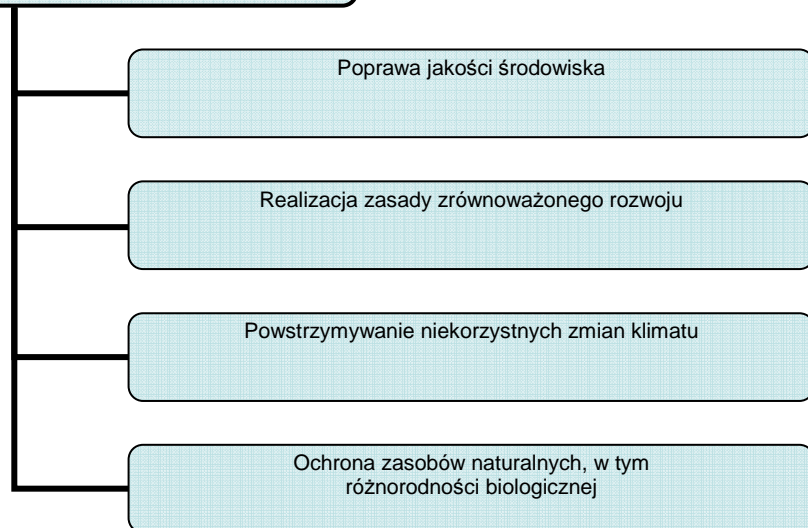 Poprawa jakości środowiska
Realizacja zasady zrównoważonego rozwoju
Powstrzymywanie niekorzystnych zmian klimatu
Ochrona zasobów naturalnych, w tym
różnorodności biologicznej